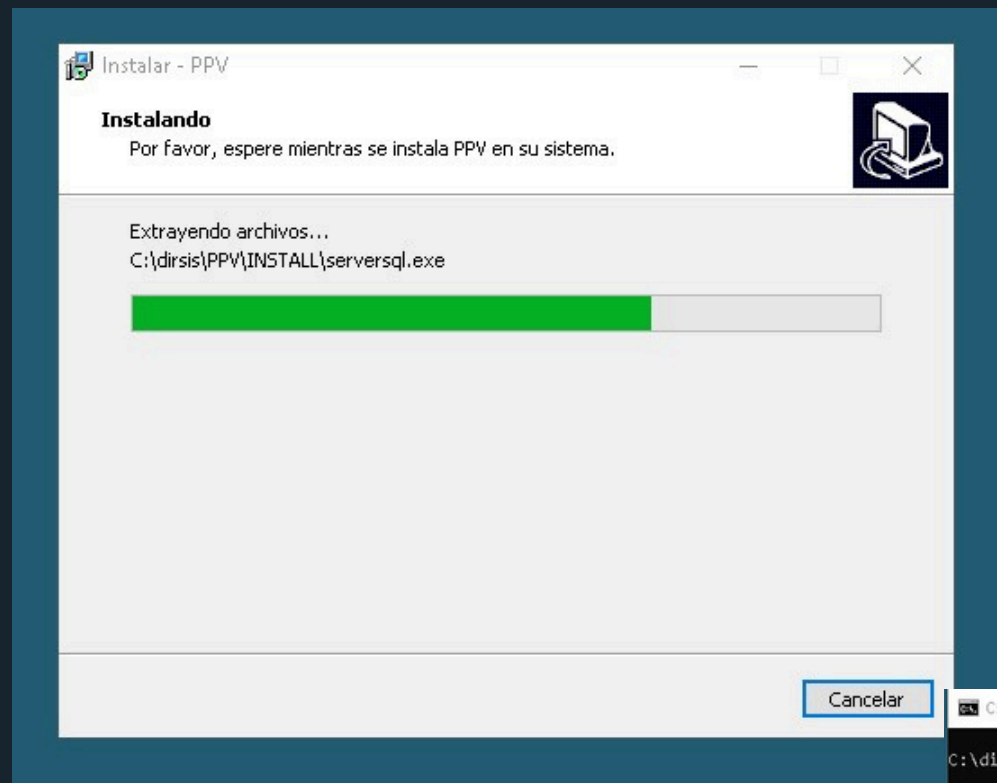 Instalar - PPV
Instalando
Por favor, espere mientras se instala PPV en su sistema.
Extrayendo archivos...
C:\dirsis\PPV\INSTALL\serversql.exe
Cancelar
C
C:\di